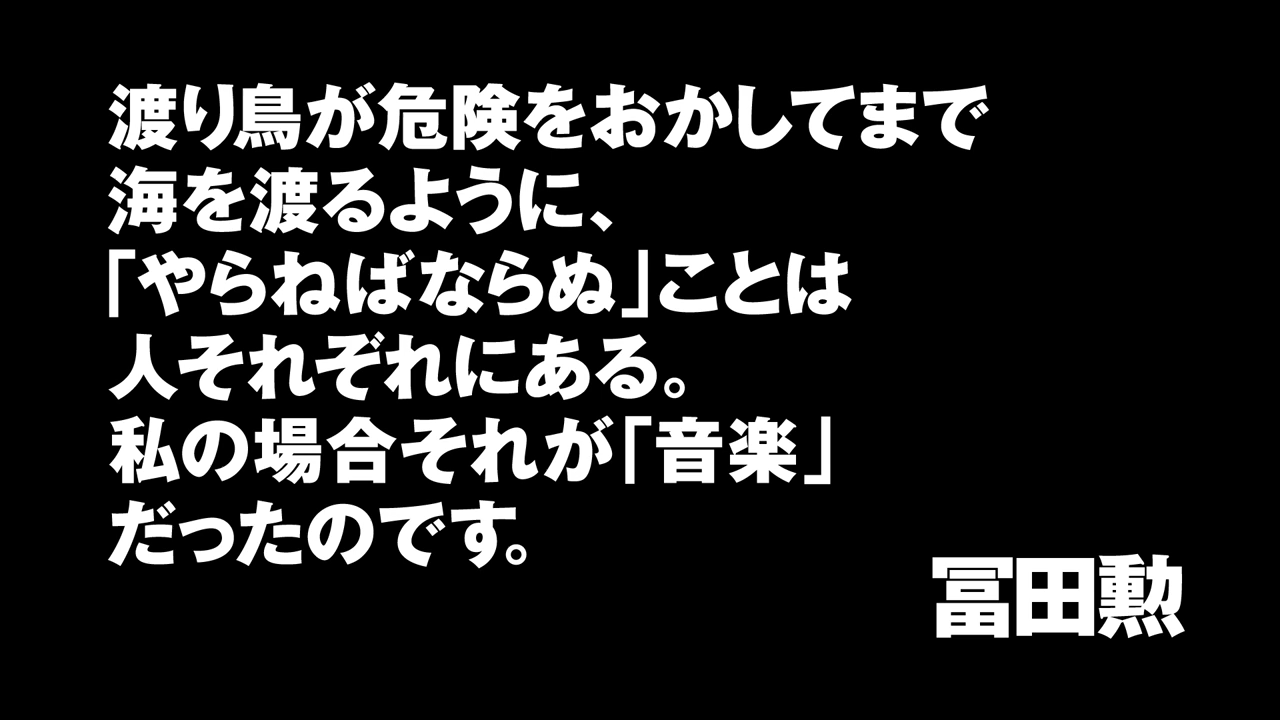 渡り鳥が危険をおかしてまで
海を渡るように、
「やらねばならぬ」ことは
人それぞれにある。
私の場合それが「音楽」
だったのです。
冨田勲